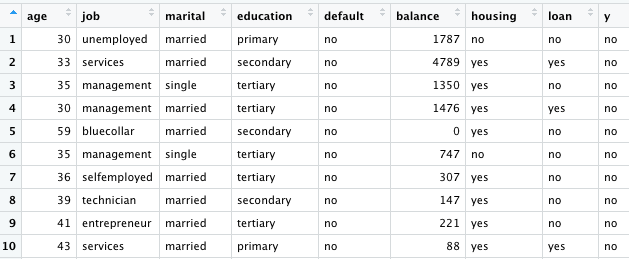 age job marital education default balance housing loan y
1 30 unemployed married primary no 1787 no no no
2 33 services married secondary no 4789 yes yes no
3 35 management single tertiary no 1350 yes no no
4 30 management married tertiary no 1476 yes yes no
5 59 bluecollar married secondary no 0 yes no no
6 35 management single tertiary no 747 no no no
7 36 selfemployed married tertiary no 307 yes no no
8 39 technician married secondary no 147 yes no no
9 41 entrepreneur married tertiary no 221 yes no no
10 43 services married primary no 88 yes yes no